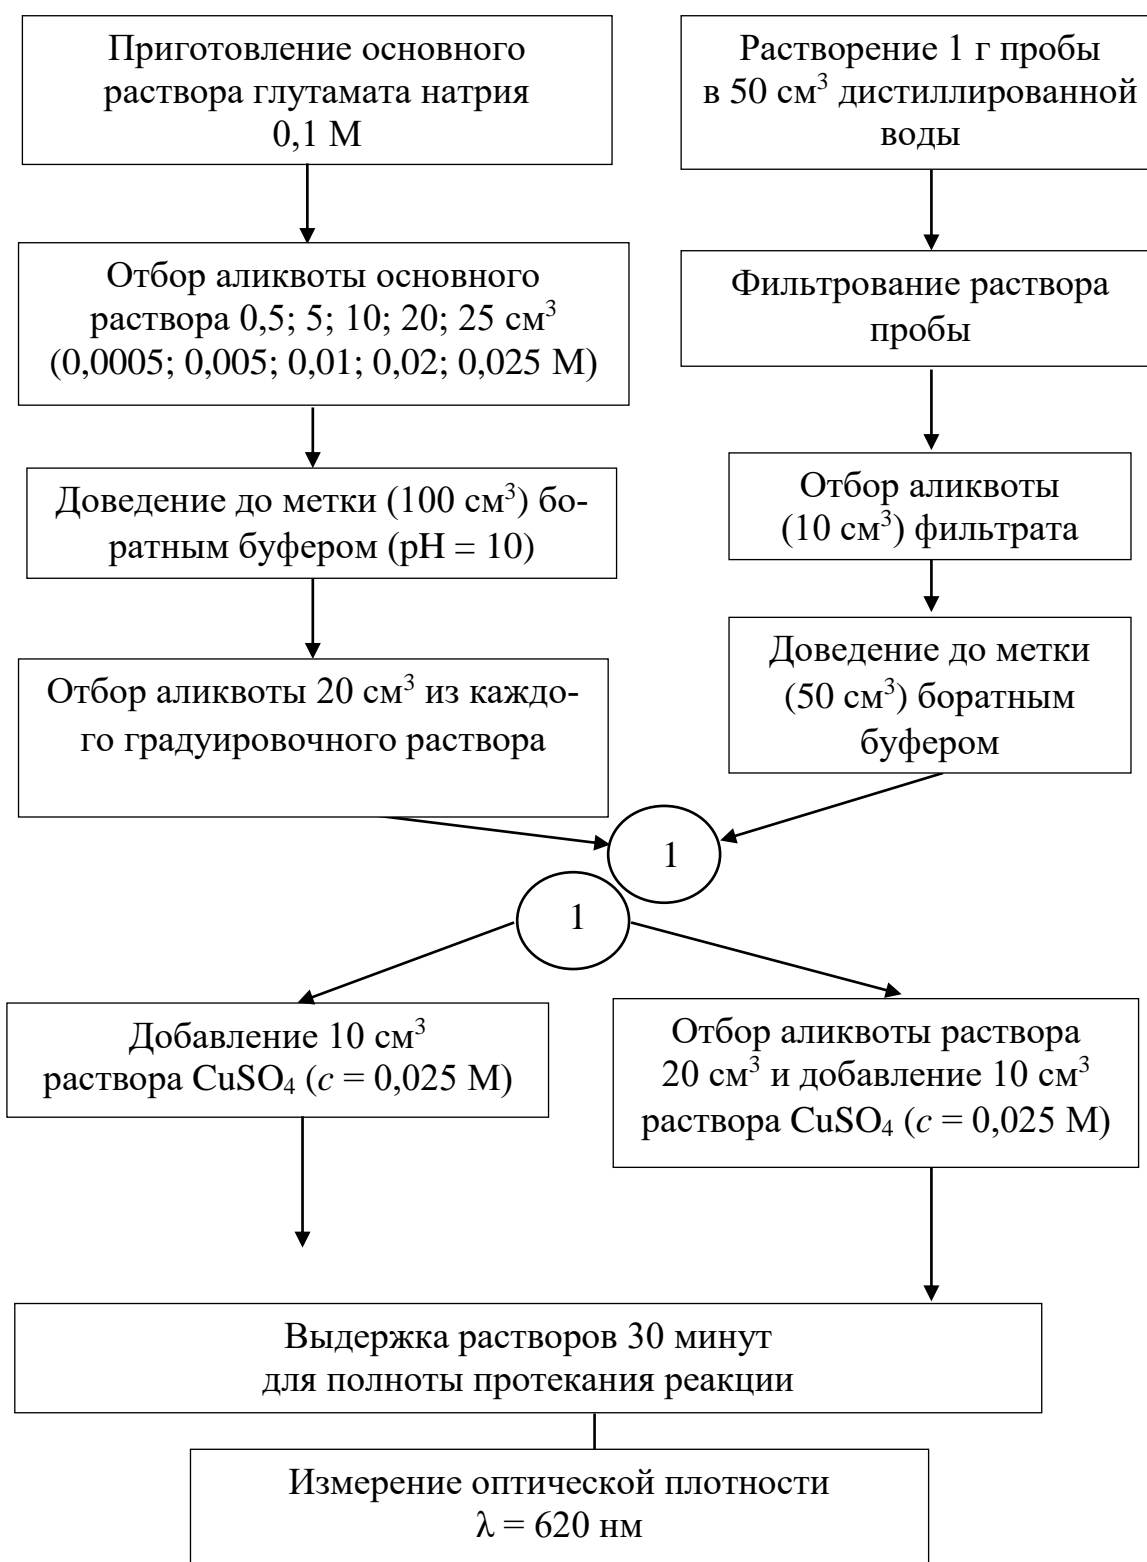 Приготовление основного
раствора глутамата натрия
0,1 М
Растворение 1 г пробы
в 50 см³ дистиллированной
воды
Отбор аликвоты основного
раствора 0,5; 5; 10; 20; 25 см³
(0,0005; 0,005; 0,01; 0,02; 0,025 М)
Фильтрование раствора
пробы
Доведение до метки (100 см³) бо-
ратным буфером (рН = 10)
Отбор аликвоты
(10 см³) фильтрата
Отбор аликвоты 20 см³ из каждо-
го градуировочного раствора
Доведение до метки
(50 см³) боратным
буфером
1
1
Добавление 10 см³
раствора CuSO₄ (c = 0,025 М)
Отбор аликвоты раствора
20 см³ и добавление 10 см³
раствора CuSO₄ (c = 0,025 М)
Выдержка растворов 30 минут
для полноты протекания реакции
Измерение оптической плотности
λ = 620 нм